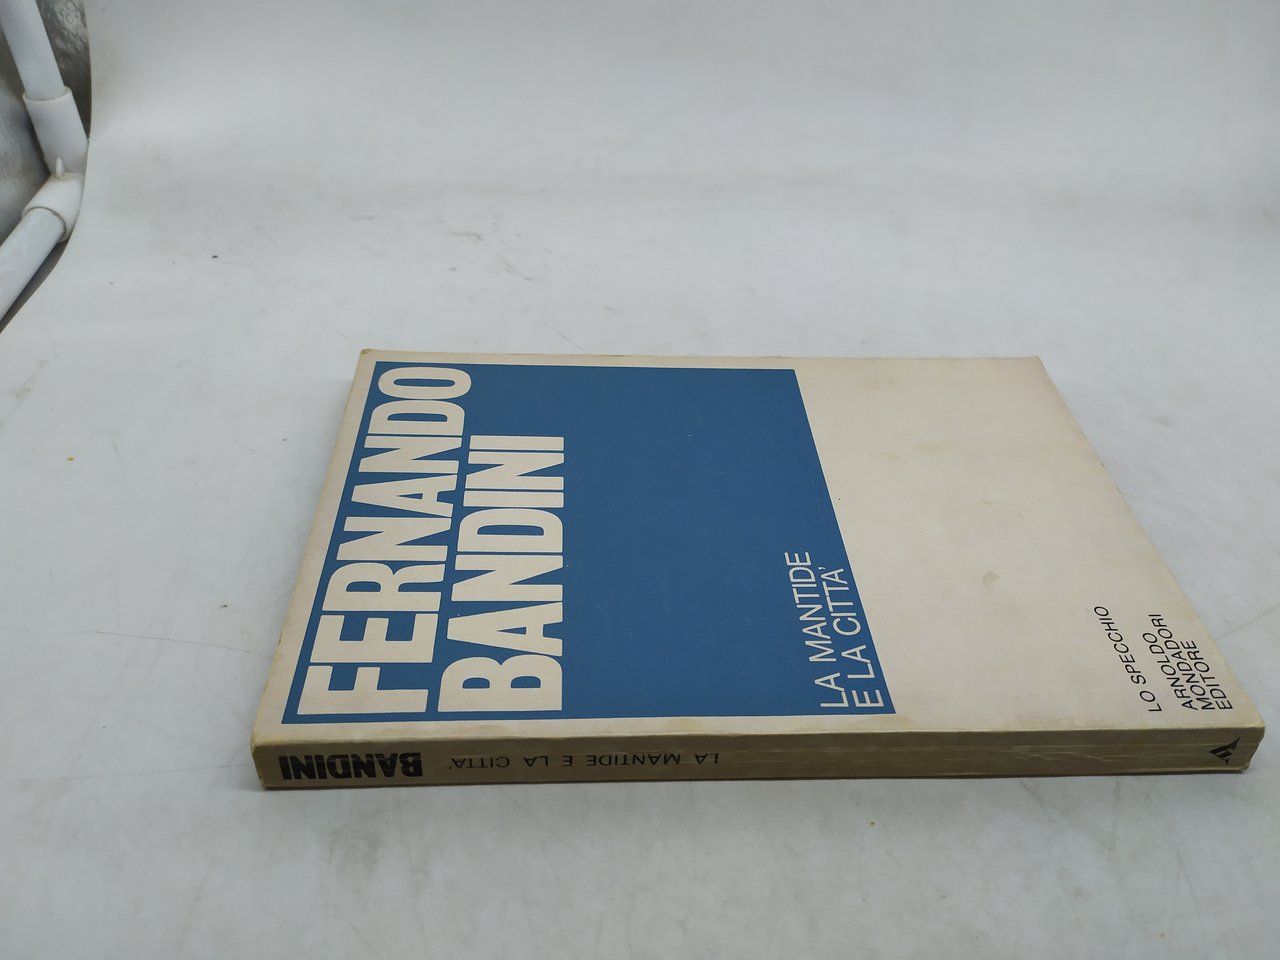 FERNANDO
BANDINI
LA MANTIDE
E LA CITTA'
LO SPECCHIO
ARNOLDO
MONDADORI
EDITORE
BANDINI LA MANTIDE E LA CITTA'